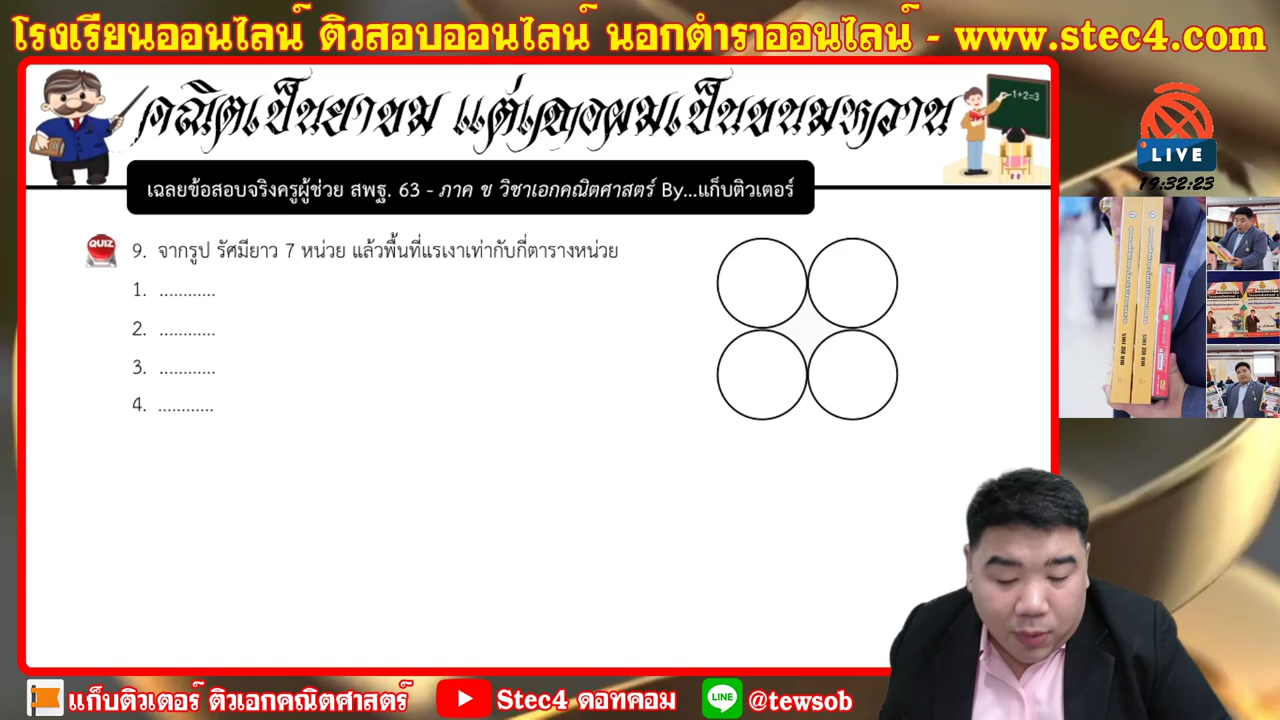 โรงเรียนออนไลน์ ติวสอบออนไลน์ นอกตำราออนไลน์ - www.stec4.com
คณิตเป็นยาขม แต่เธอผมเป็นขนมหวาน
1+2=3
LIVE
19:32:23
เฉลยข้อสอบจริงครูผู้ช่วย สพฐ. 63 - ภาค ข วิชาเอกคณิตศาสตร์ By...แก็บติวเตอร์
QUIZ
9. จากรูป รัศมียาว 7 หน่วย แล้วพื้นที่แรเงาเท่ากับกี่ตารางหน่วย
1. ............
2. ............
3. ............
4. ............
แก็บติวเตอร์ ติวเอกคณิตศาสตร์
Stec4 ดอทคอม
LINE
@tewsob